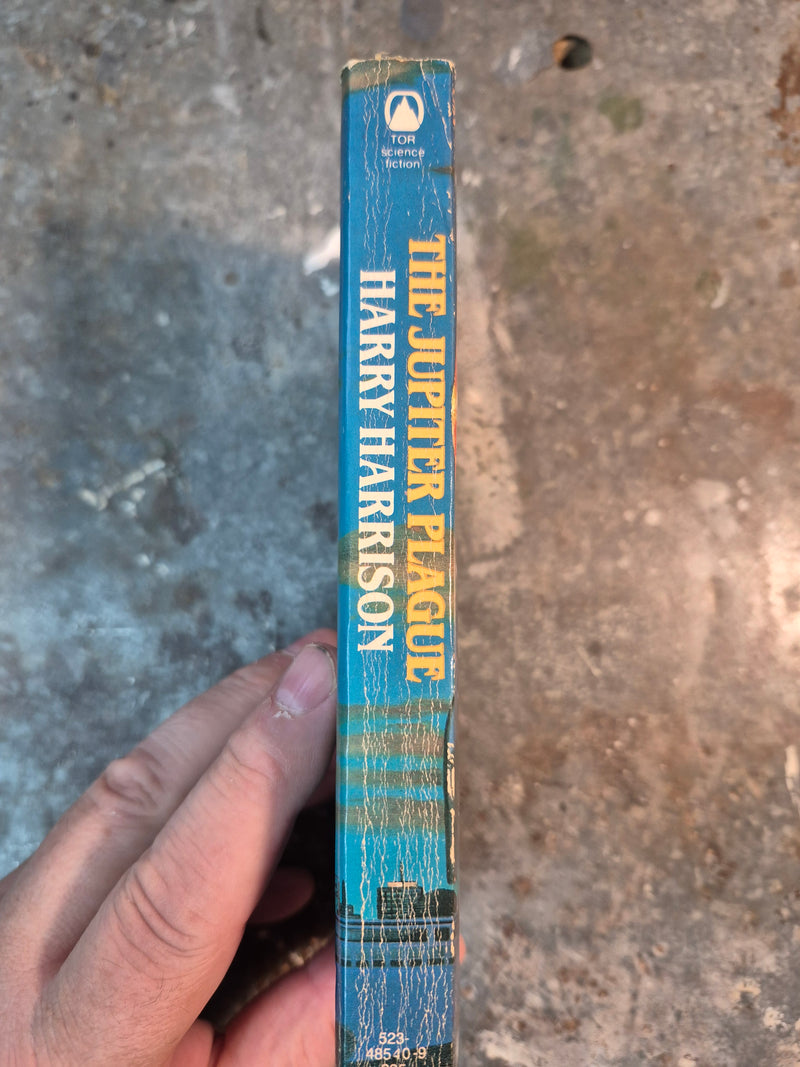 TOR
science
fiction
THE JUPITER PLAGUE
HARRY HARRISON
523-
48540-9